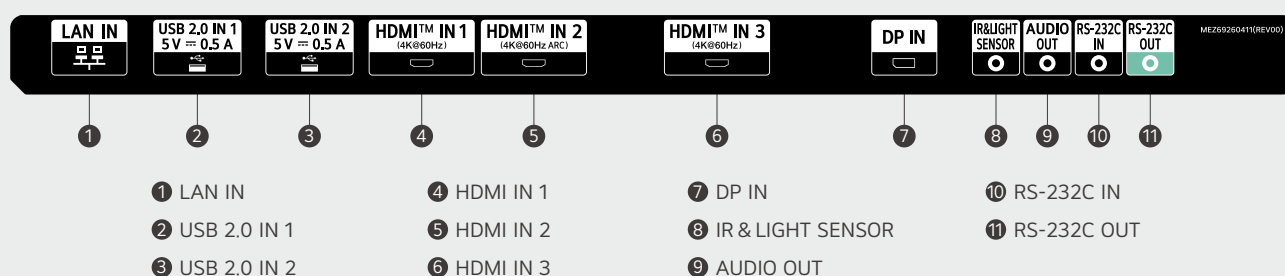 LAN IN
USB 2.0 IN 1
5 V ⎓ 0.5 A
USB 2.0 IN 2
5 V ⎓ 0.5 A
HDMI™ IN 1
(4K@60Hz)
HDMI™ IN 2
(4K@60Hz ARC)
HDMI™ IN 3
(4K@60Hz)
DP IN
IR&LIGHT
SENSOR
AUDIO
OUT
RS-232C
IN
RS-232C
OUT
MEZ69260411(REV00)
1 2 3 4 5 6 7 8 9 10 11
1 LAN IN
2 USB 2.0 IN 1
3 USB 2.0 IN 2
4 HDMI IN 1
5 HDMI IN 2
6 HDMI IN 3
7 DP IN
8 IR & LIGHT SENSOR
9 AUDIO OUT
10 RS-232C IN
11 RS-232C OUT